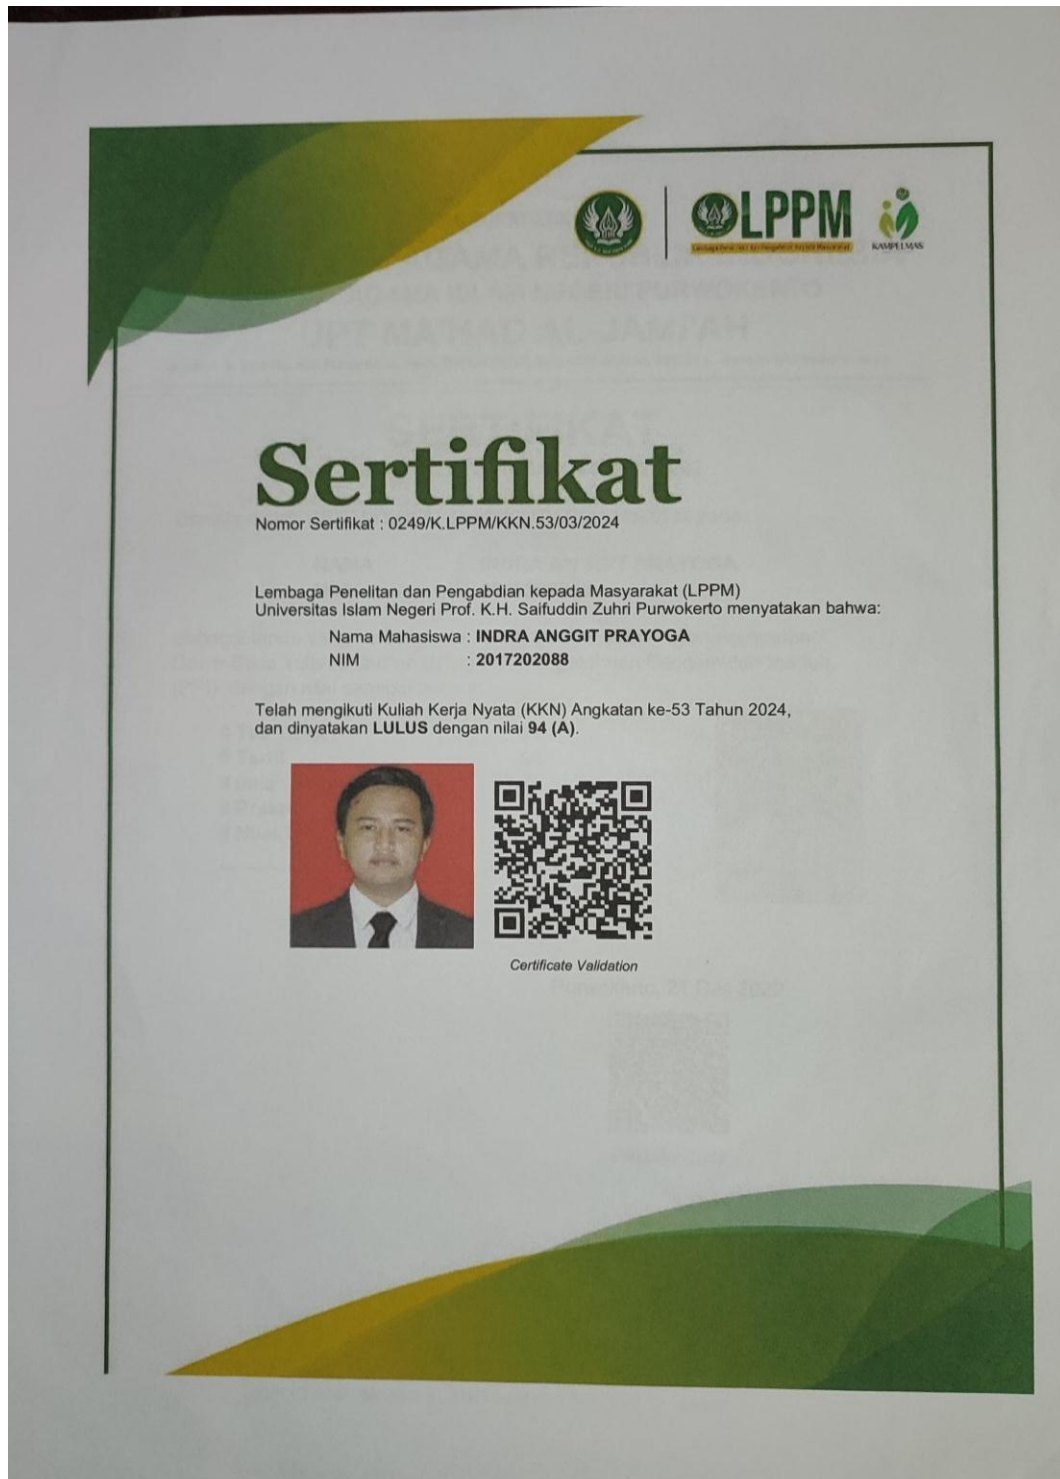 LPPM
KAMPELMAS
Sertifikat
Nomor Sertifikat : 0249/K.LPPM/KKN.53/03/2024
Lembaga Penelitan dan Pengabdian kepada Masyarakat (LPPM)
Universitas Islam Negeri Prof. K.H. Saifuddin Zuhri Purwokerto menyatakan bahwa:
Nama Mahasiswa : INDRA ANGGIT PRAYOGA
NIM : 2017202088
Telah mengikuti Kuliah Kerja Nyata (KKN) Angkatan ke-53 Tahun 2024,
dan dinyatakan LULUS dengan nilai 94 (A).
Certificate Validation